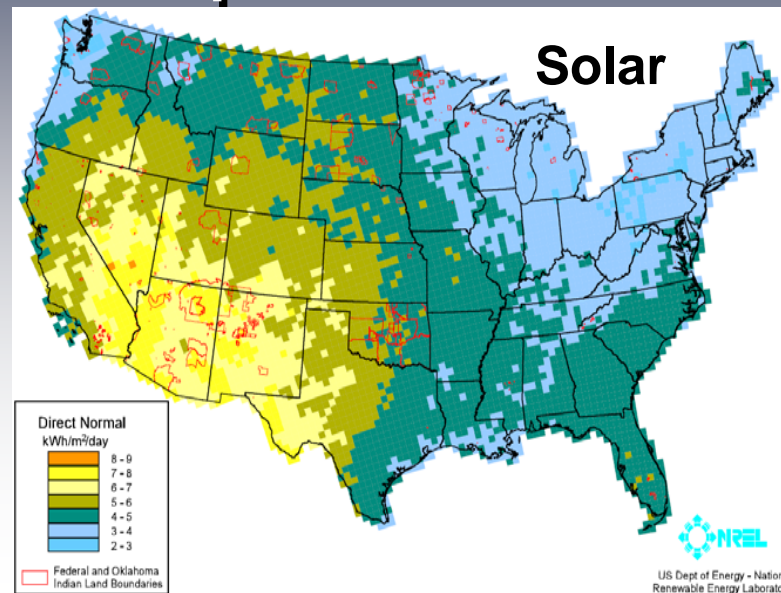 Solar
Direct Normal
kWh/m²/day
8 - 9
7 - 8
6 - 7
5 - 6
4 - 5
3 - 4
2 - 3
Federal and Oklahoma
Indian Land Boundaries
NREL
US Dept of Energy - Nation
Renewable Energy Laborato